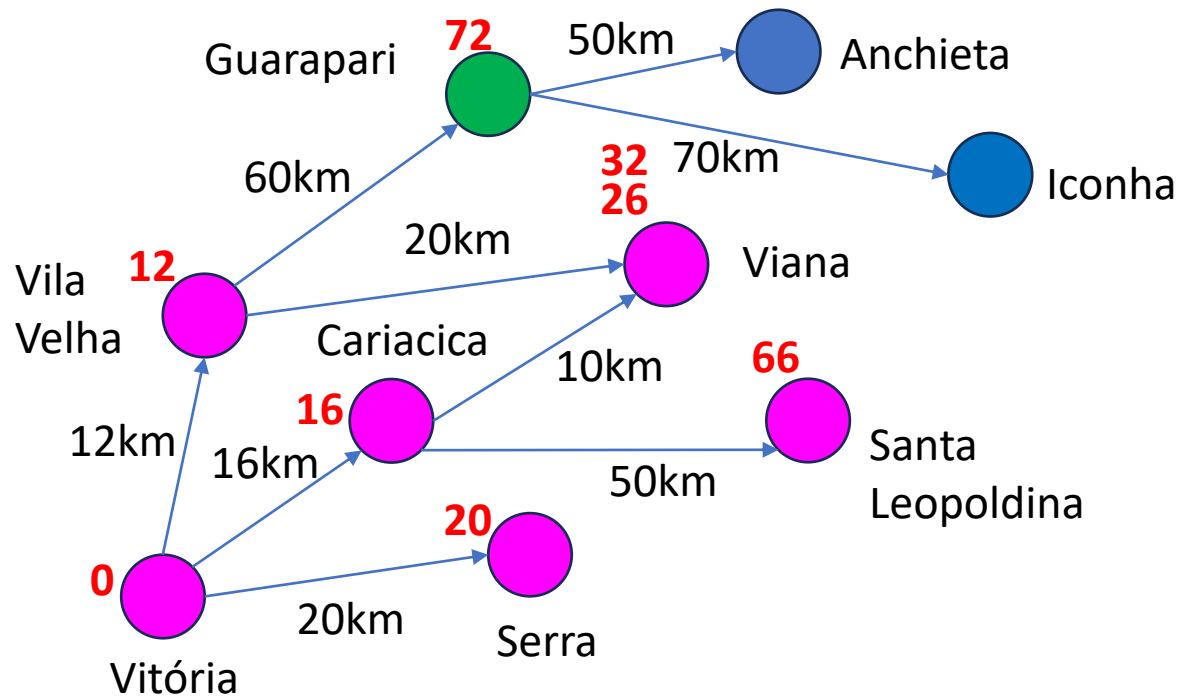 72
50km
Guarapari
Anchieta
60km
32
26
70km
Iconha
20km
Vila
Velha
12
Viana
Cariacica
10km
66
16
12km
16km
50km
Santa
Leopoldina
20
0
20km
Serra
Vitória